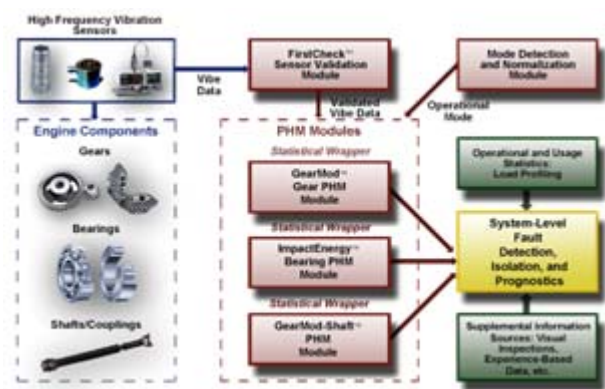 High Frequency Vibration
Sensors
Vibe
Data
FirstCheck™
Sensor Validation
Module
Validated
Vibe Data
Mode Detection
and Normalization
Module
Operational
Mode
Engine Components
Gears
Bearings
Shafts/Couplings
PHM Modules
Statistical Wrapper
GearMod™
Gear PHM
Module
Statistical Wrapper
ImpactEnergy™
Bearing PHM
Module
Statistical Wrapper
GearMod-Shaft™
PHM
Module
Operational and Usage
Statistics:
Load Profiling
System-Level
Fault
Detection,
Isolation, and
Prognostics
Supplemental Information
Sources: Visual
Inspections,
Experience-Based
Data, etc.